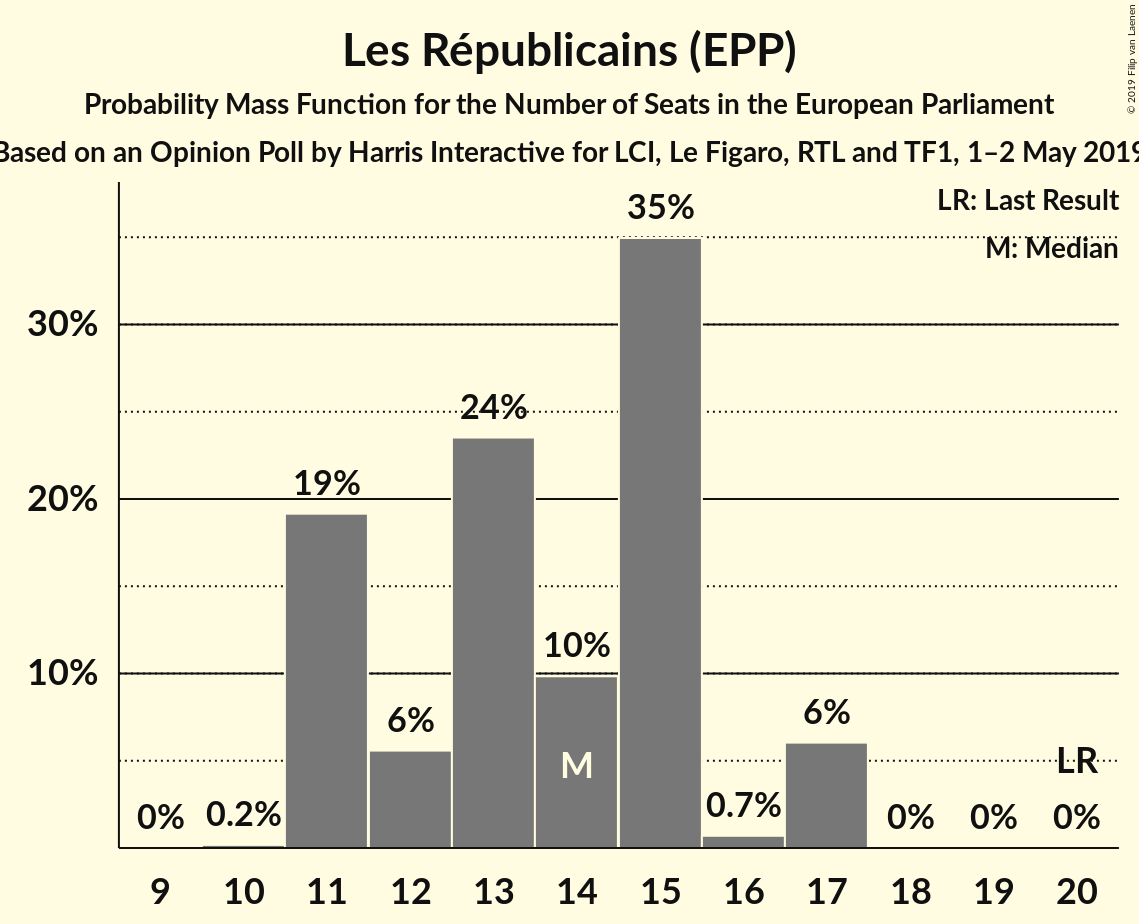 Les Républicains (EPP)
Probability Mass Function for the Number of Seats in the European Parliament
Based on an Opinion Poll by Harris Interactive for LCI, Le Figaro, RTL and TF1, 1–2 May 2019
© 2019 Filip van Laenen
LR: Last Result
M: Median
35%
30%
24%
19%
20%
10%
10%
6%
6%
M
LR
0%
0.2%
0.7%
0%
0%
0%
9 10 11 12 13 14 15 16 17 18 19 20